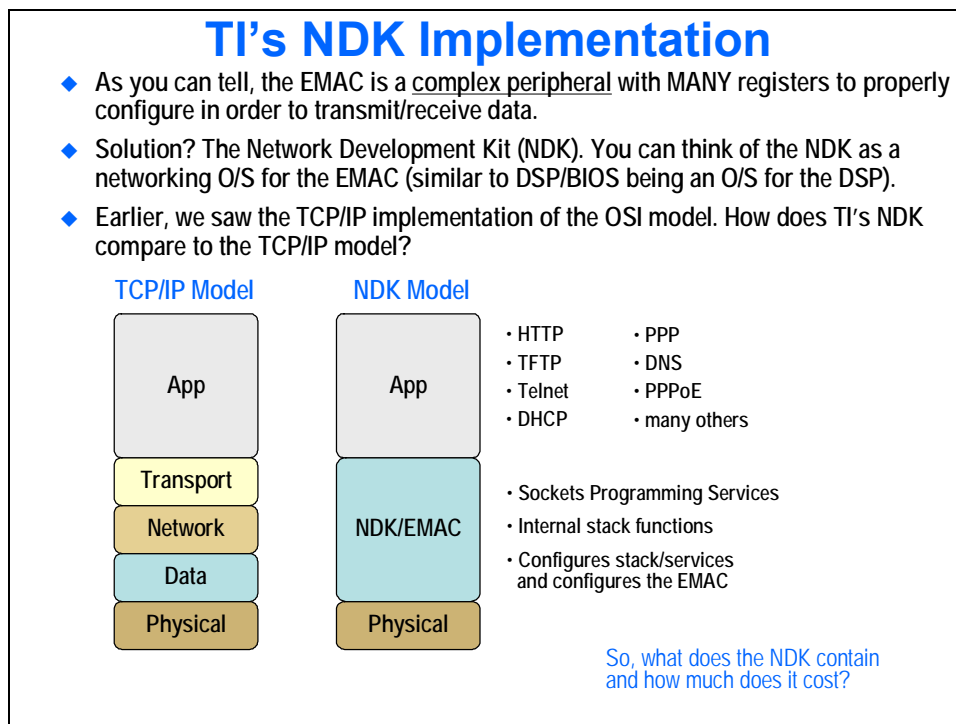 TI's NDK Implementation
◆ As you can tell, the EMAC is a complex peripheral with MANY registers to properly
configure in order to transmit/receive data.
◆ Solution? The Network Development Kit (NDK). You can think of the NDK as a
networking O/S for the EMAC (similar to DSP/BIOS being an O/S for the DSP).
◆ Earlier, we saw the TCP/IP implementation of the OSI model. How does TI's NDK
compare to the TCP/IP model?
TCP/IP Model
App
Transport
Network
Data
Physical
NDK Model
App
NDK/EMAC
Physical
• HTTP
• TFTP
• Telnet
• DHCP
• PPP
• DNS
• PPPoE
• many others
• Sockets Programming Services
• Internal stack functions
• Configures stack/services
and configures the EMAC
So, what does the NDK contain
and how much does it cost?